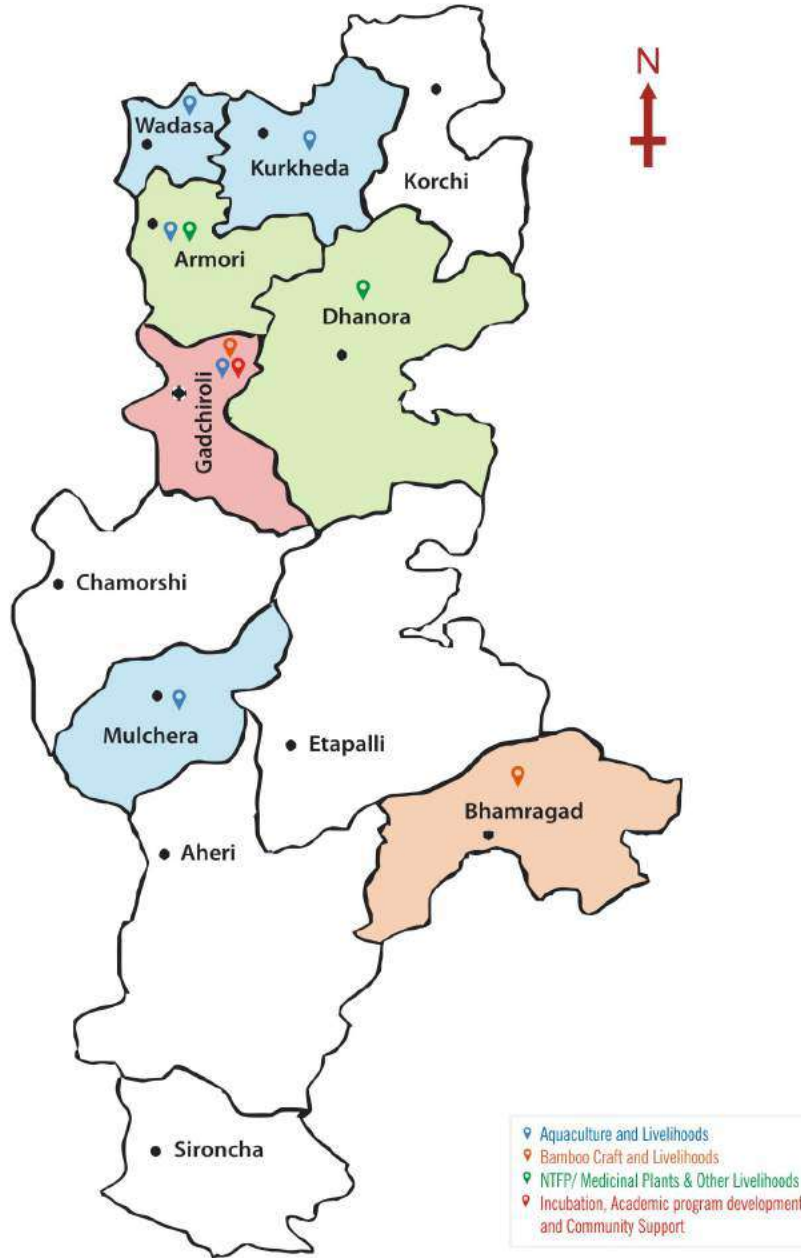 N
Wadasa
Kurkheda
Korchi
Armori
Dhanora
Gadchiroli
Chamorshi
Mulchera
Etapalli
Bhamragad
Aheri
Sironcha
Aquaculture and Livelihoods
Bamboo Craft and Livelihoods
NTFP/ Medicinal Plants & Other Livelihoods
Incubation, Academic program development
and Community Support